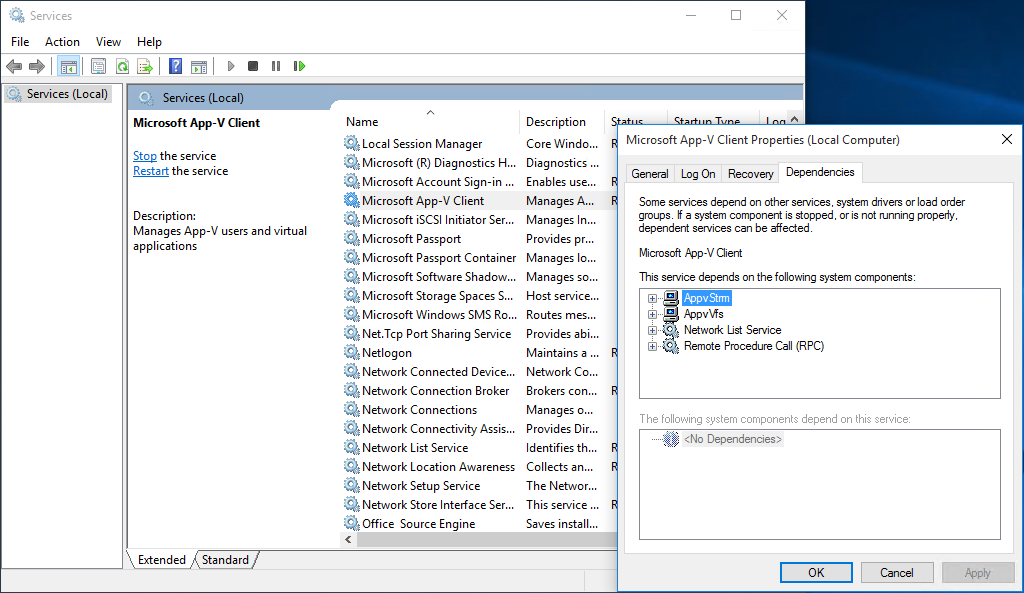 Services
File Action View Help
Services (Local)
Services (Local)
Microsoft App-V Client
Stop the service
Restart the service
Description:
Manages App-V users and virtual
applications
Name Description Status Startup Type Log
Local Session Manager Core Windo... R
Microsoft (R) Diagnostics H... Diagnostics ...
Microsoft Account Sign-in ... Enables use... R
Microsoft App-V Client Manages A... R
Microsoft iSCSI Initiator Ser... Manages In...
Microsoft Passport Provides pr...
Microsoft Passport Container Manages lo...
Microsoft Software Shadow... Manages so...
Microsoft Storage Spaces S... Host service...
Microsoft Windows SMS Ro... Routes mes...
Net.Tcp Port Sharing Service Provides abi...
Netlogon Maintains a ... R
Network Connected Device... Network Co...
Network Connection Broker Brokers con... R
Network Connections Manages o...
Network Connectivity Assis... Provides Dir...
Network List Service Identifies th... R
Network Location Awareness Collects an... R
Network Setup Service The Networ...
Network Store Interface Ser... This service ... R
Office Source Engine Saves install...
Extended Standard
Microsoft App-V Client Properties (Local Computer)
General Log On Recovery Dependencies
Some services depend on other services, system drivers or load order
groups. If a system component is stopped, or is not running properly,
dependent services can be affected.
Microsoft App-V Client
This service depends on the following system components:
AppvStrm
AppvVfs
Network List Service
Remote Procedure Call (RPC)
The following system components depend on this service:
<No Dependencies>
OK Cancel Apply